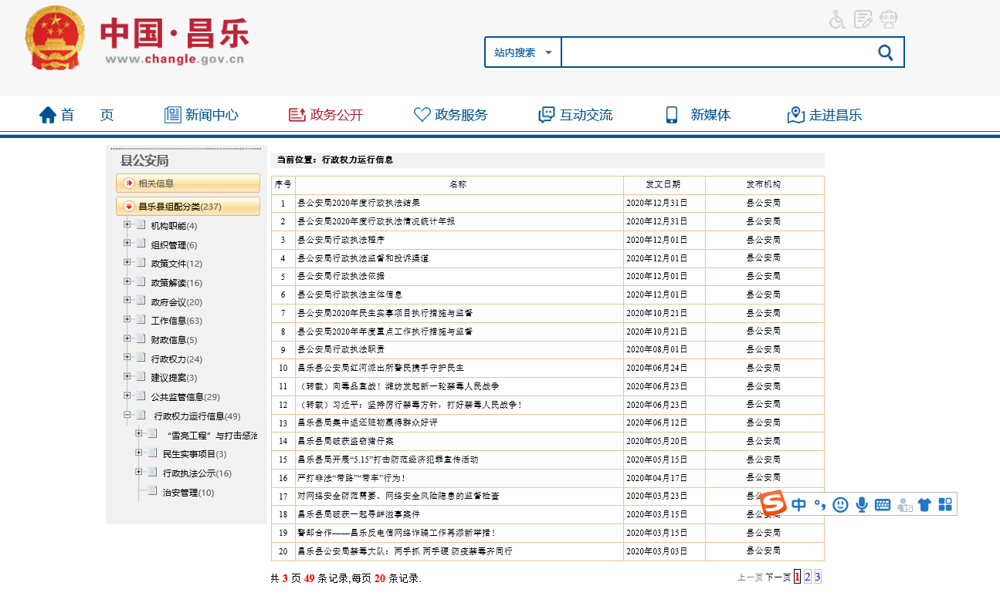 中国·昌乐
www.changle.gov.cn
站内搜索
首 页 新闻中心 政务公开 政务服务 互动交流 新媒体 走进昌乐
县公安局
相关信息
昌乐县组配分类(237)
机构职能(4)
组织管理(6)
政策文件(12)
政策解读(16)
政府会议(20)
工作信息(63)
财政信息(5)
行政权力(24)
建议提案(3)
公共监管信息(29)
行政权力运行信息(49)
“雪亮工程”与打击惩治
民生实事项目(3)
行政执法公示(16)
治安管理(10)
当前位置：行政权力运行信息
序号 名称 发文日期 发布机构
1 县公安局2020年度行政执法结果 2020年12月31日 县公安局
2 县公安局2020年度行政执法情况统计年报 2020年12月31日 县公安局
3 县公安局行政执法程序 2020年12月01日 县公安局
4 县公安局行政执法监督和投诉渠道 2020年12月01日 县公安局
5 县公安局行政执法依据 2020年12月01日 县公安局
6 县公安局行政执法主体信息 2020年12月01日 县公安局
7 县公安局2020年民生实事项目执行措施与监督 2020年10月21日 县公安局
8 县公安局2020年年度重点工作执行措施与监督 2020年10月21日 县公安局
9 县公安局行政执法职责 2020年08月01日 县公安局
10 昌乐县公安局红河派出所警民携手守护民生 2020年06月24日 县公安局
11 （转载）向毒品宣战！潍坊发起新一轮禁毒人民战争 2020年06月23日 县公安局
12 （转载）习近平：坚持厉行禁毒方针，打好禁毒人民战争！ 2020年06月23日 县公安局
13 昌乐县局集中返还赃物赢得群众好评 2020年06月12日 县公安局
14 昌乐县局破获盗窃猪仔案 2020年05月20日 县公安局
15 昌乐县局开展“5.15”打击防范经济犯罪宣传活动 2020年05月15日 县公安局
16 严打非法“带路”“带车”行为！ 2020年04月17日 县公安局
17 对网络安全防范需要、网络安全风险隐患的监督检查 2020年03月23日 县公
18 昌乐县局破获一起寻衅滋事案件 2020年03月15日 县公安局
19 警邮合作——昌乐反电信网络诈骗工作再添新举措！ 2020年03月15日 县公安局
20 昌乐县公安局禁毒大队：两手抓 两手硬 防疫禁毒齐同行 2020年03月03日 县公安局
中
共 3 页 49 条记录,每页 20 条记录.
上一页 下一页 1 2 3